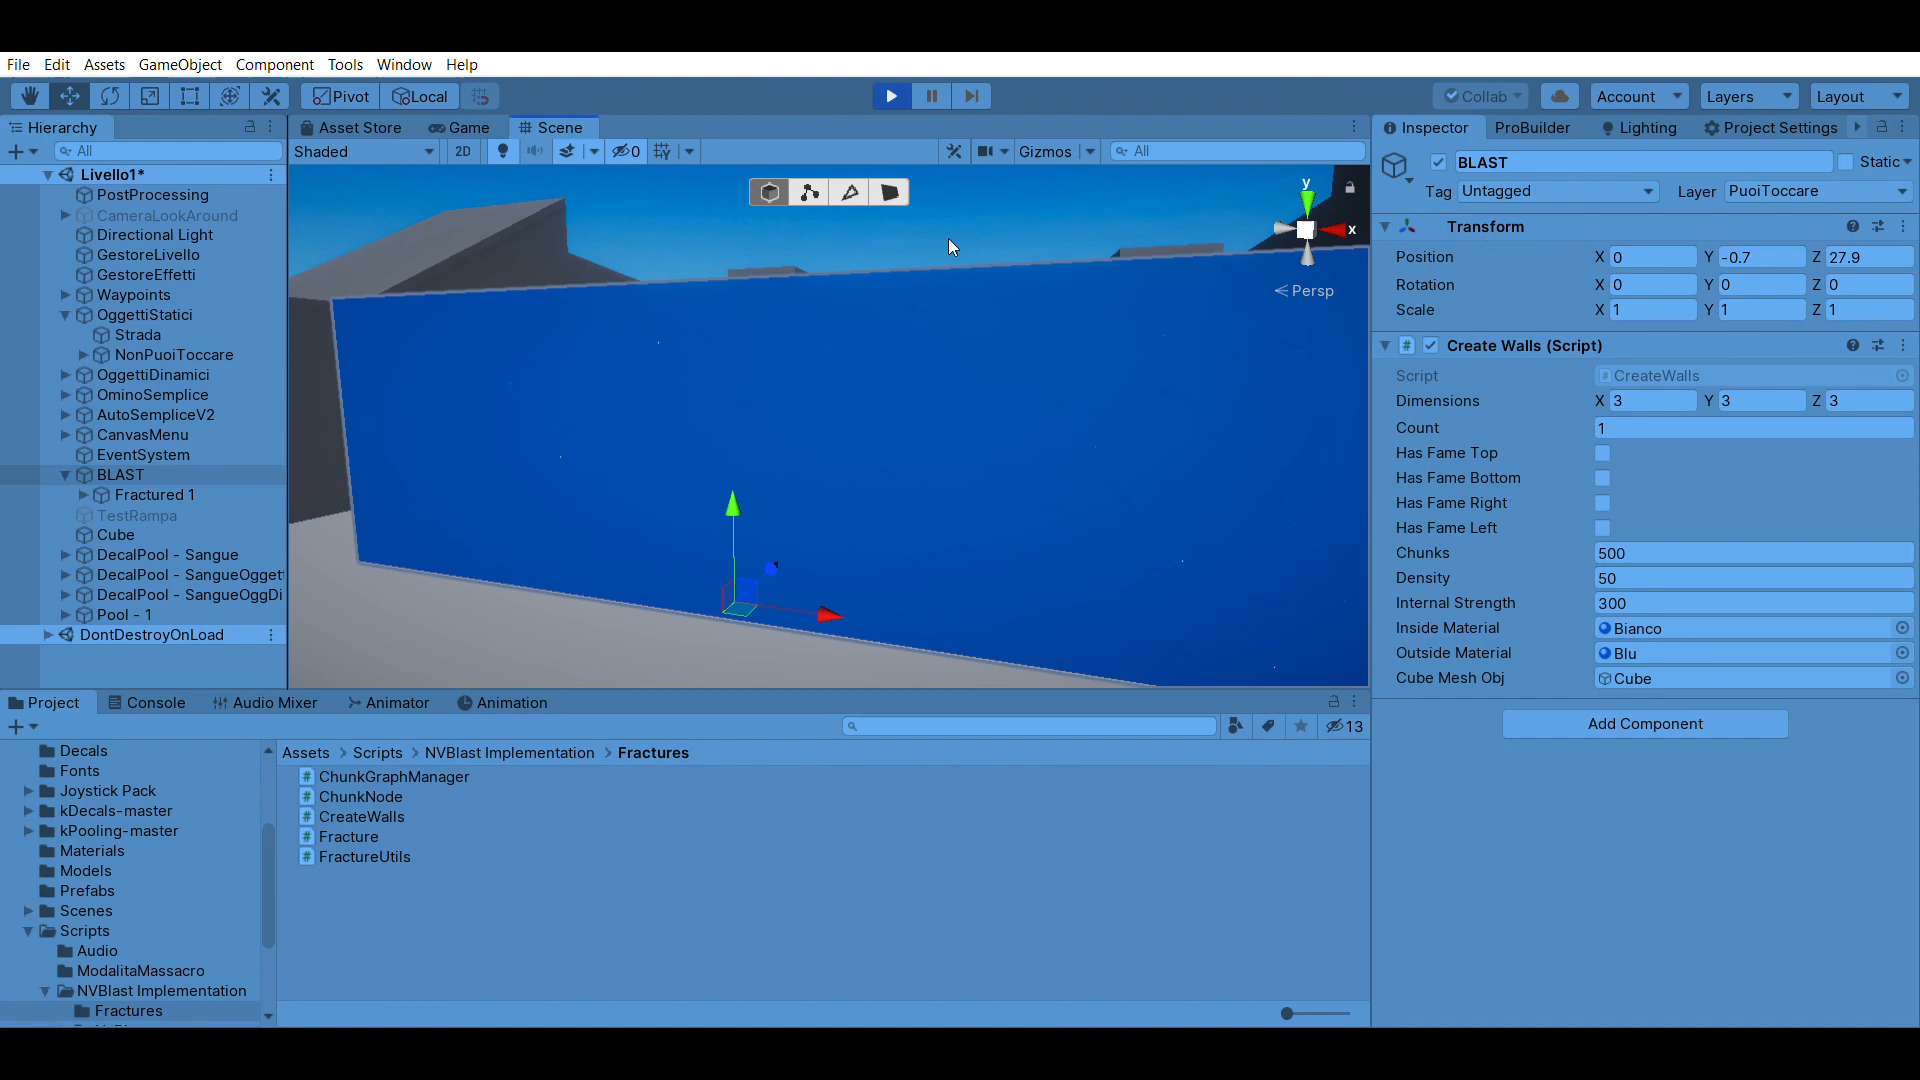 File Edit Assets GameObject Component Tools Window Help
Pivot Local Collab Account Layers Layout
Hierarchy
All
Livello1*
PostProcessing
CameraLookAround
Directional Light
GestoreLivello
GestoreEffetti
Waypoints
OggettiStatici
Strada
NonPuoiToccare
OggettiDinamici
OminoSemplice
AutoSempliceV2
CanvasMenu
EventSystem
BLAST
Fractured 1
TestRampa
Cube
DecalPool - Sangue
DecalPool - SangueOgget
DecalPool - SangueOggDi
Pool - 1
DontDestroyOnLoad
Asset Store Game Scene
Shaded 2D 0 Gizmos All
y
x
Persp
Inspector ProBuilder Lighting Project Settings
BLAST Static
Tag Untagged Layer PuoiToccare
Transform
Position X 0 Y -0.7 Z 27.9
Rotation X 0 Y 0 Z 0
Scale X 1 Y 1 Z 1
# Create Walls (Script)
Script # CreateWalls
Dimensions X 3 Y 3 Z 3
Count 1
Has Fame Top
Has Fame Bottom
Has Fame Right
Has Fame Left
Chunks 500
Density 50
Internal Strength 300
Inside Material Bianco
Outside Material Blu
Cube Mesh Obj Cube
Add Component
Project Console Audio Mixer Animator Animation
13
Decals
Fonts
Joystick Pack
kDecals-master
kPooling-master
Materials
Models
Prefabs
Scenes
Scripts
Audio
ModalitaMassacro
NVBlast Implementation
Fractures
Assets > Scripts > NVBlast Implementation > Fractures
# ChunkGraphManager
# ChunkNode
# CreateWalls
# Fracture
# FractureUtils